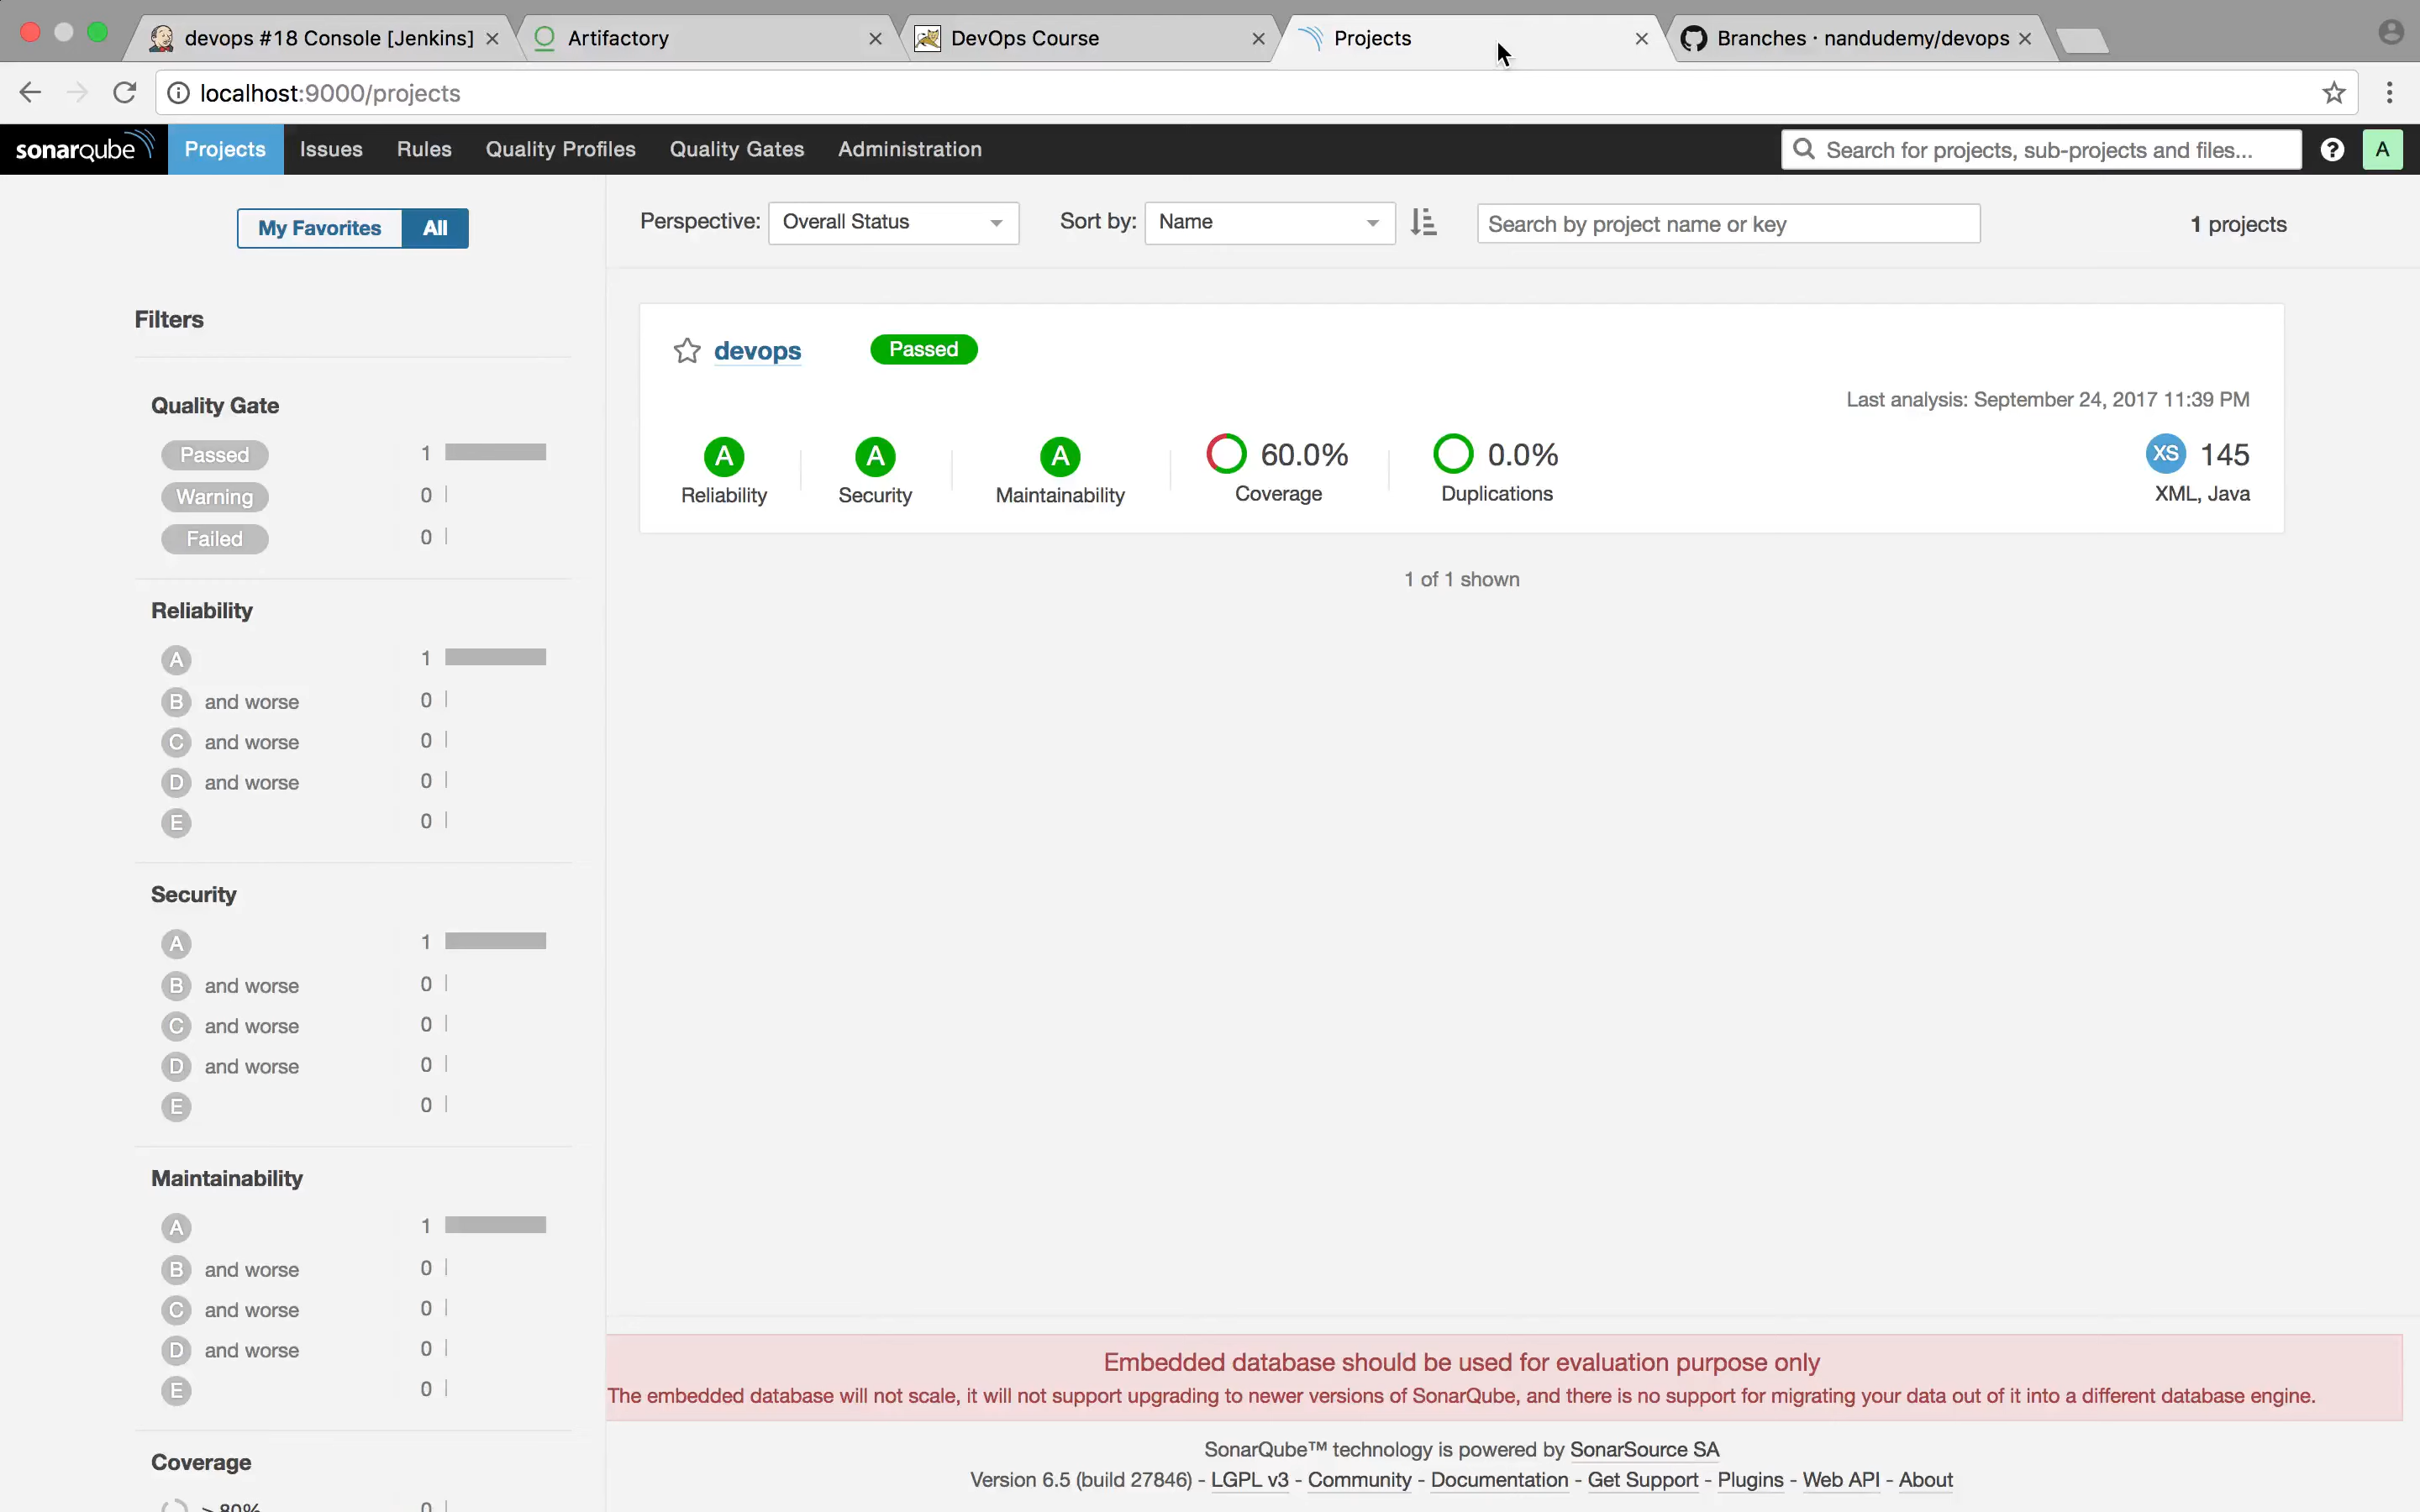 devops #18 Console [Jenkins]
Artifactory
DevOps Course
Projects
Branches · nandudemy/devops
localhost:9000/projects
sonarqube
Projects
Issues
Rules
Quality Profiles
Quality Gates
Administration
Search for projects, sub-projects and files...
?
A
My Favorites
All
Perspective:
Overall Status
Sort by:
Name
Search by project name or key
1 projects
Filters
Quality Gate
Passed 1
Warning 0
Failed 0
Reliability
A 1
B and worse 0
C and worse 0
D and worse 0
E 0
Security
A 1
B and worse 0
C and worse 0
D and worse 0
E 0
Maintainability
A 1
B and worse 0
C and worse 0
D and worse 0
E 0
Coverage
≥ 80% 0
devops
Passed
Last analysis: September 24, 2017 11:39 PM
A
Reliability
A
Security
A
Maintainability
60.0%
Coverage
0.0%
Duplications
XS 145
XML, Java
1 of 1 shown
Embedded database should be used for evaluation purpose only
The embedded database will not scale, it will not support upgrading to newer versions of SonarQube, and there is no support for migrating your data out of it into a different database engine.
SonarQube™ technology is powered by SonarSource SA
Version 6.5 (build 27846) - LGPL v3 - Community - Documentation - Get Support - Plugins - Web API - About